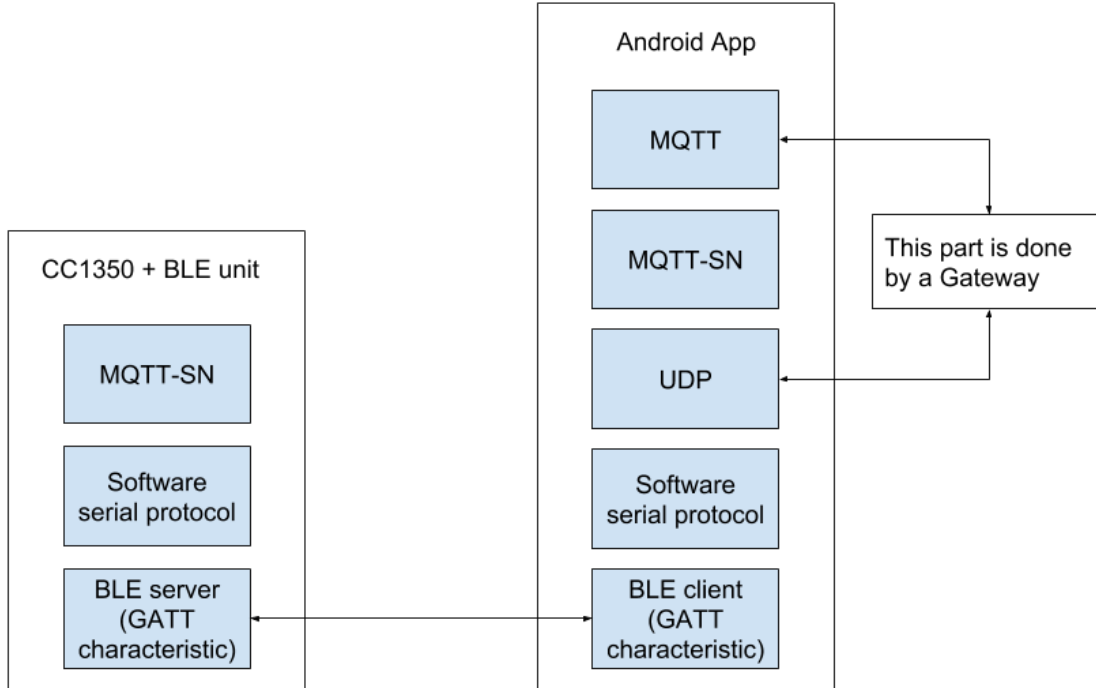 Android App
MQTT
MQTT-SN
UDP
Software
serial protocol
BLE client
(GATT
characteristic)
This part is done
by a Gateway
CC1350 + BLE unit
MQTT-SN
Software
serial protocol
BLE server
(GATT
characteristic)